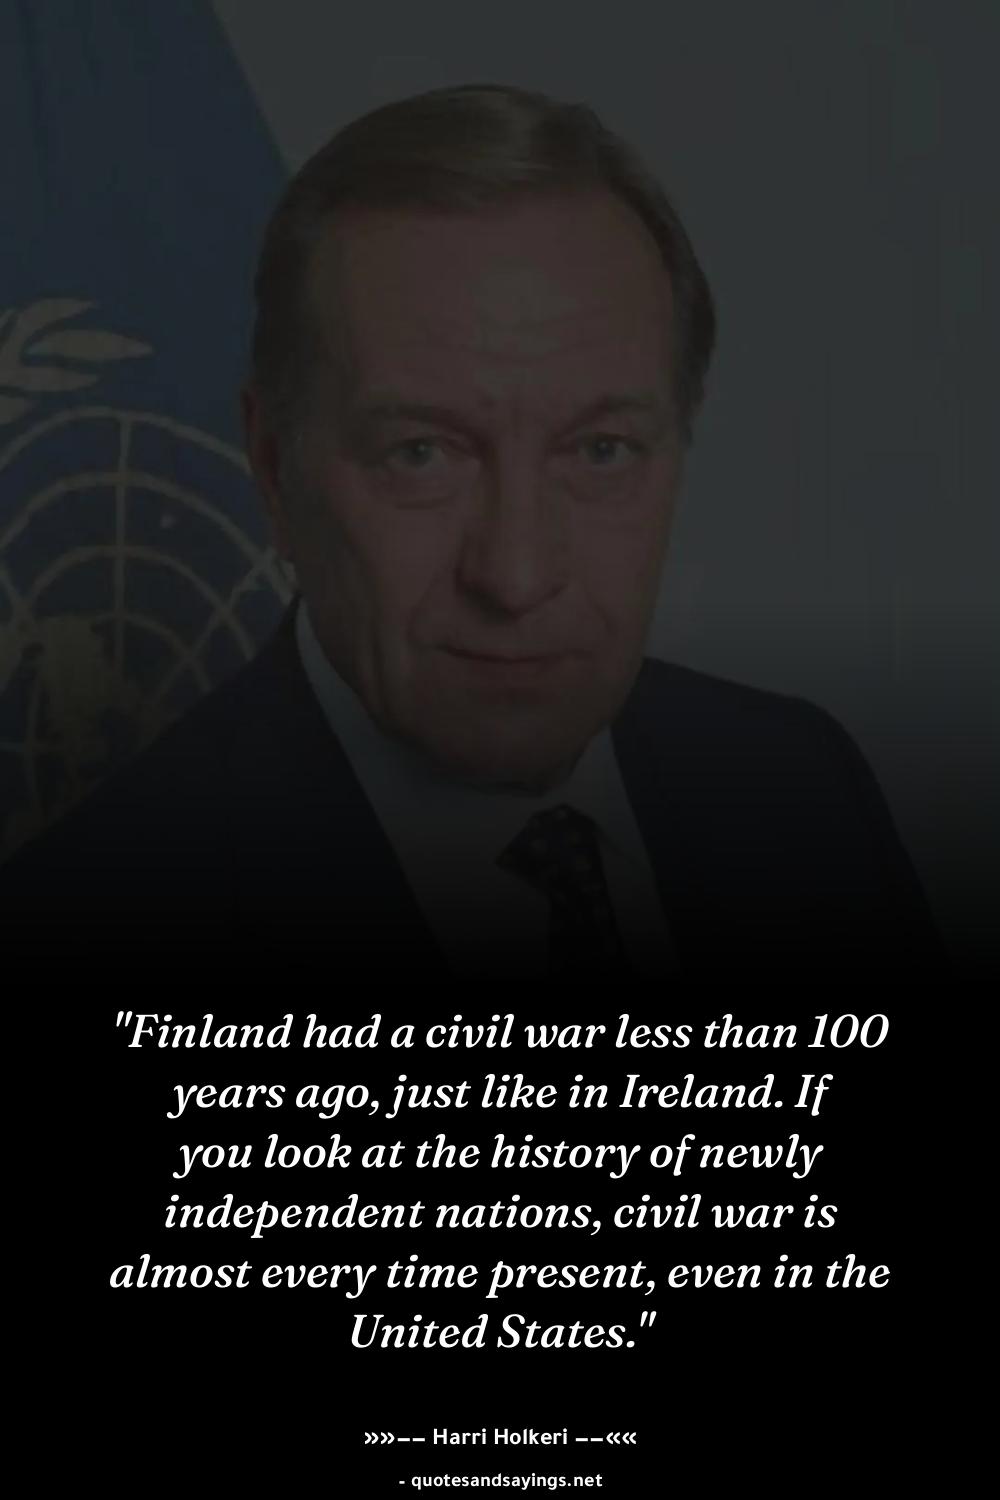 "Finland had a civil war less than 100
years ago, just like in Ireland. If
you look at the history of newly
independent nations, civil war is
almost every time present, even in the
United States."
»»–– Harri Holkeri ––««
- quotesandsayings.net